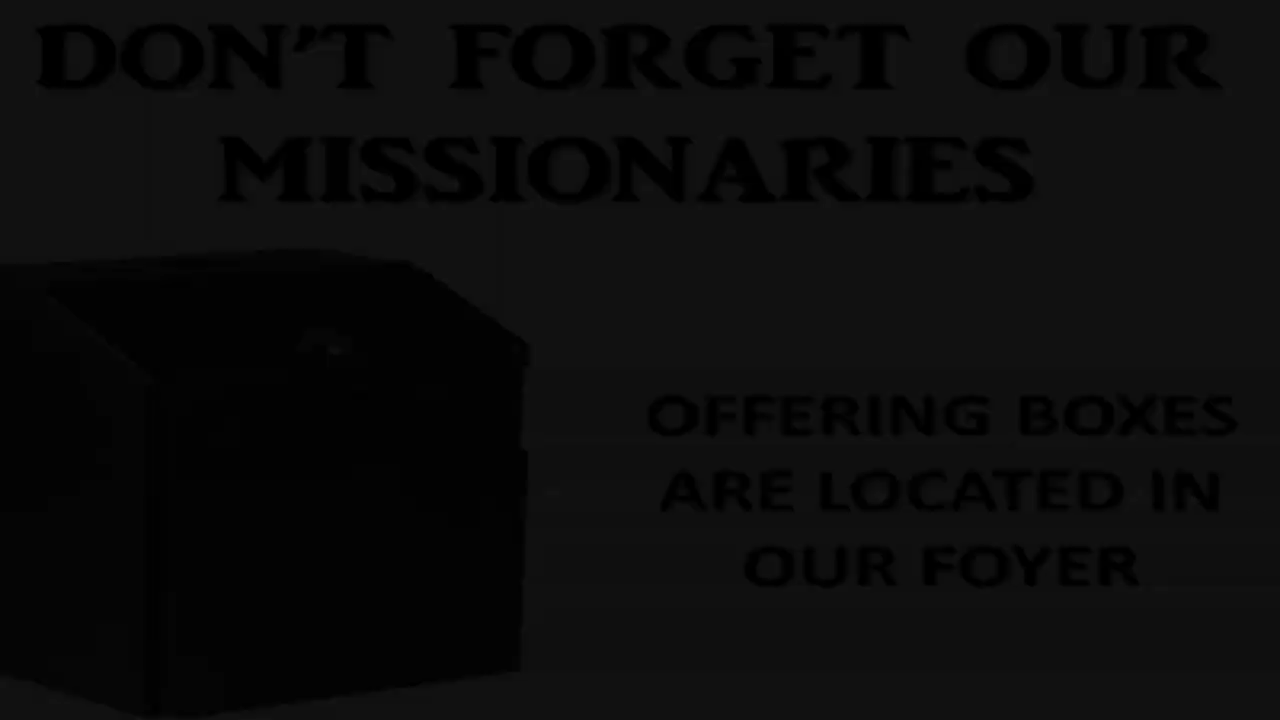 DON'T FORGET OUR
MISSIONARIES
OFFERING BOXES
ARE LOCATED IN
OUR FOYER